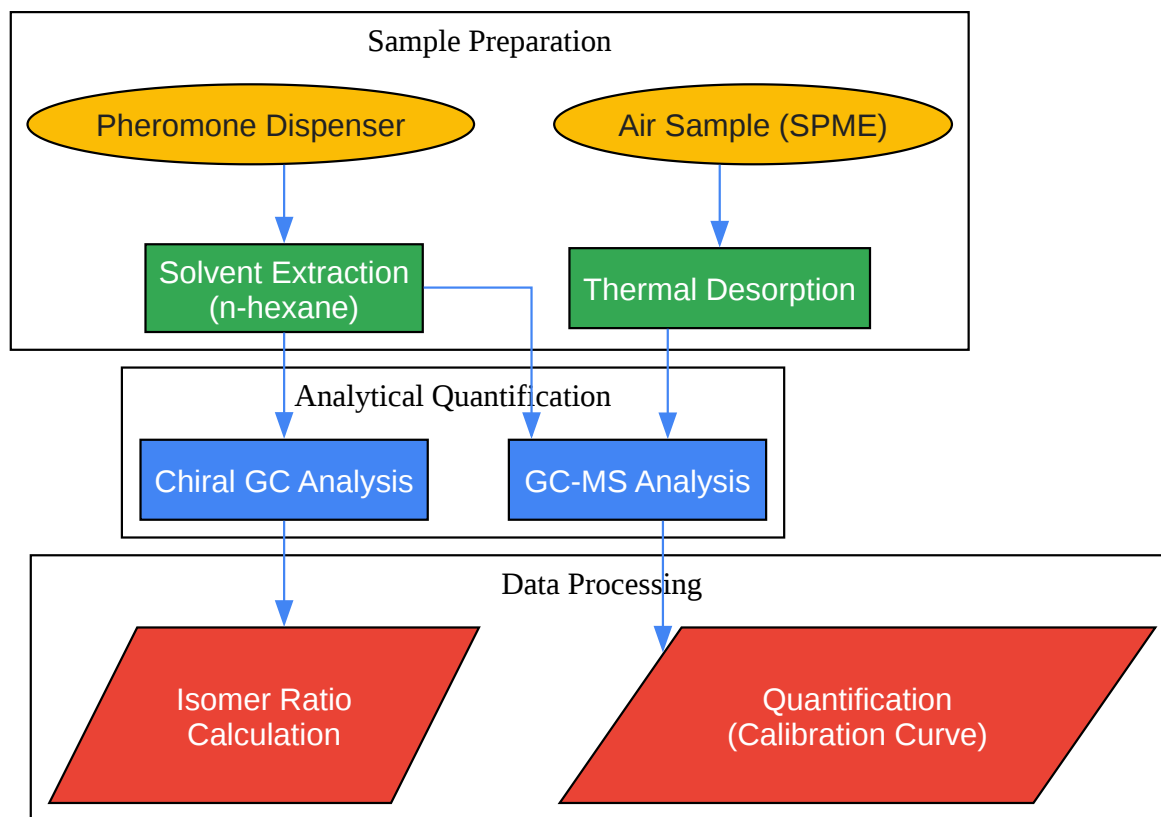 Sample Preparation
Pheromone Dispenser
Air Sample (SPME)
Solvent Extraction
(n-hexane)
Thermal Desorption
Analytical Quantification
Chiral GC Analysis
GC-MS Analysis
Data Processing
Isomer Ratio
Calculation
Quantification
(Calibration Curve)